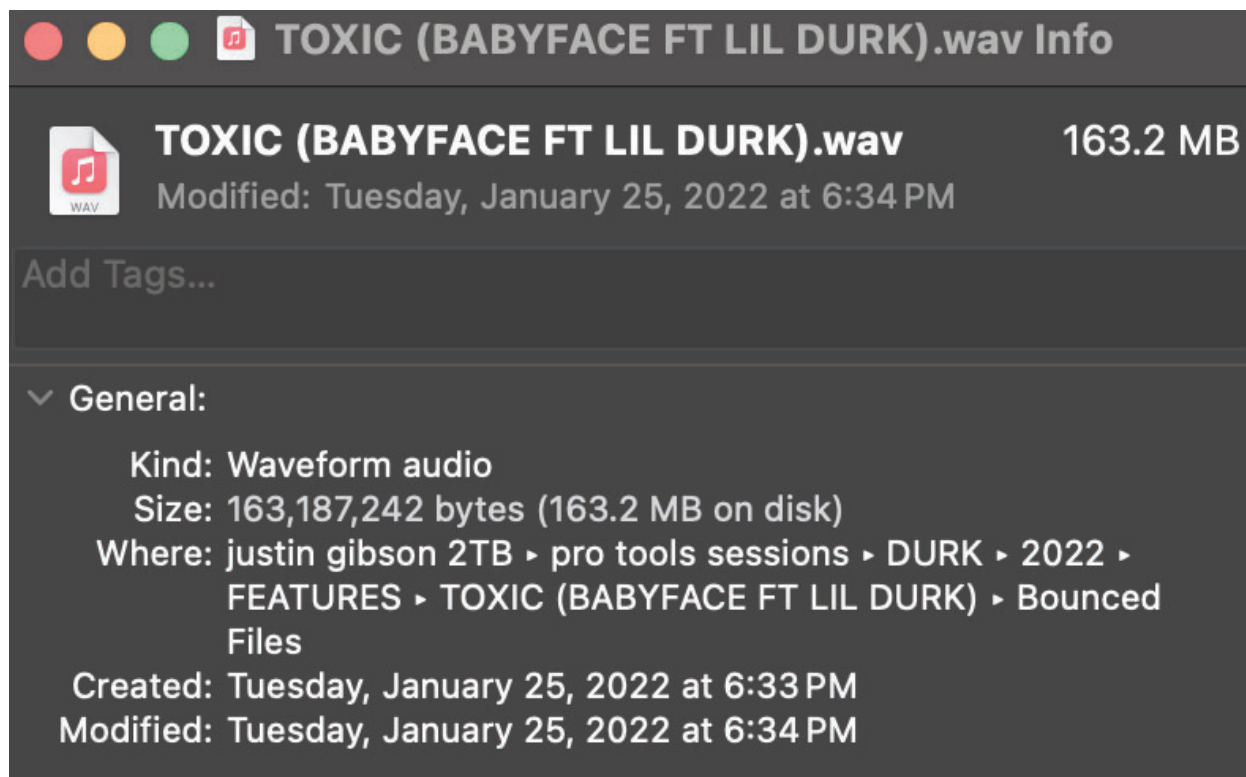 TOXIC (BABYFACE FT LIL DURK).wav Info
TOXIC (BABYFACE FT LIL DURK).wav 163.2 MB
Modified: Tuesday, January 25, 2022 at 6:34 PM
WAV
Add Tags...
General:
Kind: Waveform audio
Size: 163,187,242 bytes (163.2 MB on disk)
Where: justin gibson 2TB ▸ pro tools sessions ▸ DURK ▸ 2022 ▸
FEATURES ▸ TOXIC (BABYFACE FT LIL DURK) ▸ Bounced
Files
Created: Tuesday, January 25, 2022 at 6:33 PM
Modified: Tuesday, January 25, 2022 at 6:34 PM